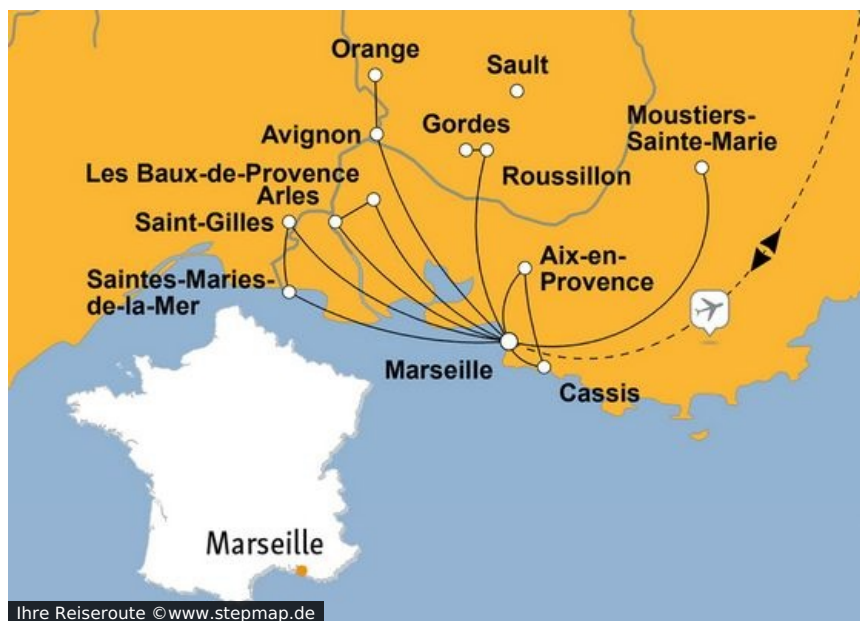 Orange
Sault
Moustiers-
Sainte-Marie
Gordes
Avignon
Roussillon
Les Baux-de-Provence
Arles
Saint-Gilles
Aix-en-
Provence
Saintes-Maries-
de-la-Mer
Marseille
Cassis
Marseille
Ihre Reiseroute ©www.stepmap.de